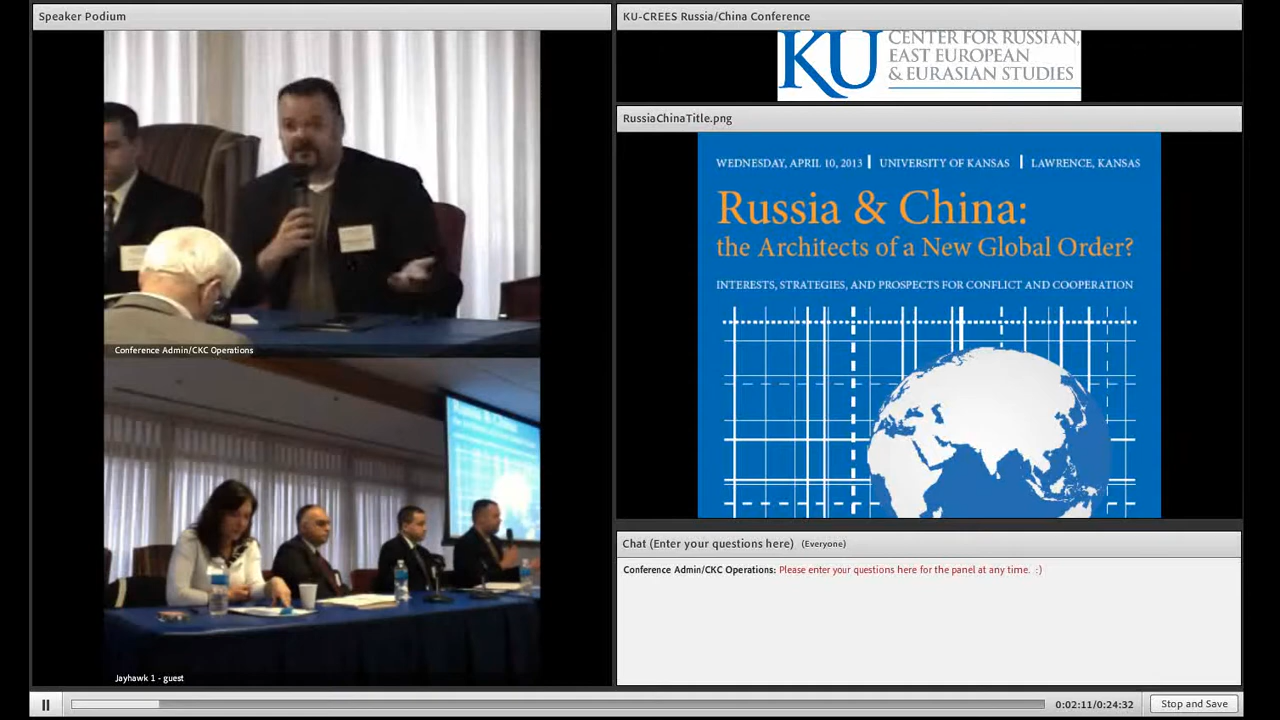 Speaker Podium
Conference Admin/CKC Operations
Russia & China
Jayhawk 1 - guest
KU-CREES Russia/China Conference
KU CENTER FOR RUSSIAN,
EAST EUROPEAN
& EURASIAN STUDIES
RussiaChinaTitle.png
WEDNESDAY, APRIL 10, 2013 | UNIVERSITY OF KANSAS | LAWRENCE, KANSAS
Russia & China:
the Architects of a New Global Order?
INTERESTS, STRATEGIES, AND PROSPECTS FOR CONFLICT AND COOPERATION
Chat (Enter your questions here) (Everyone)
Conference Admin/CKC Operations: Please enter your questions here for the panel at any time. :)
0:02:11/0:24:32
Stop and Save